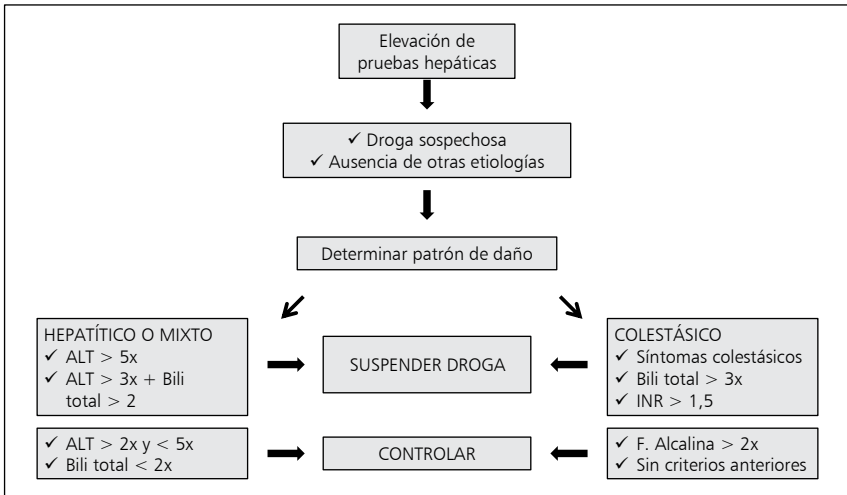 Elevación de
pruebas hepáticas
✓ Droga sospechosa
✓ Ausencia de otras etiologías
Determinar patrón de daño
HEPATÍTICO O MIXTO
✓ ALT > 5x
✓ ALT > 3x + Bili
total > 2
SUSPENDER DROGA
COLESTÁSICO
✓ Síntomas colestásicos
✓ Bili total > 3x
✓ INR > 1,5
✓ ALT > 2x y < 5x
✓ Bili total < 2x
CONTROLAR
✓ F. Alcalina > 2x
✓ Sin criterios anteriores